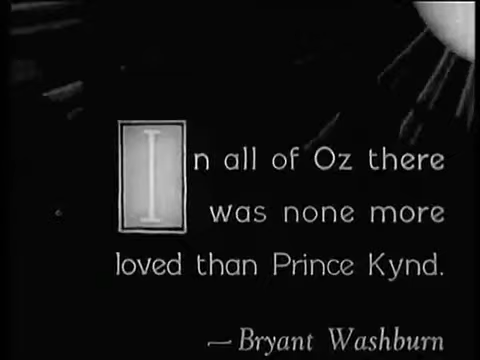 In all of Oz there
was none more
loved than Prince Kynd.
— Bryant Washburn